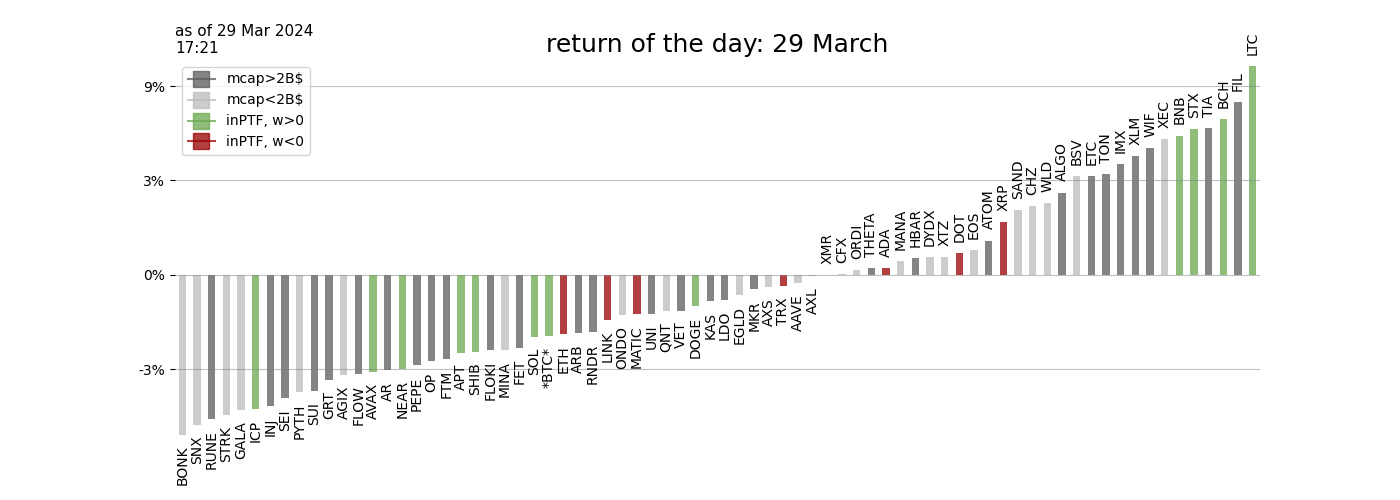 as of 29 Mar 2024
17:21
return of the day: 29 March
mcap>2B$
mcap<2B$
inPTF, w>0
inPTF, w<0
9%
3%
0%
-3%
BONK
SNX
RUNE
STRK
GALA
ICP
INJ
SEI
PYTH
SUI
GRT
AGIX
FLOW
AVAX
AR
NEAR
PEPE
OP
FTM
APT
SHIB
FLOKI
MINA
FET
SOL
*BTC*
ETH
ARB
RNDR
LINK
ONDO
MATIC
UNI
QNT
VET
DOGE
KAS
LDO
EGLD
MKR
AXS
TRX
AAVE
AXL
XMR
CFX
ORDI
THETA
ADA
MANA
HBAR
DYDX
XTZ
DOT
EOS
ATOM
XRP
SAND
CHZ
WLD
ALGO
BSV
ETC
TON
IMX
XLM
WIF
XEC
BNB
STX
TIA
BCH
FIL
LTC